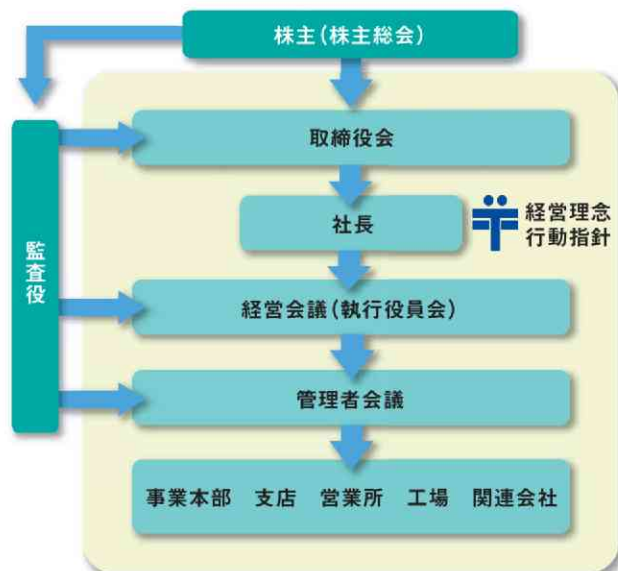 株主(株主総会)
取締役会
社長
経営理念
行動指針
監査役
経営会議(執行役員会)
管理者会議
事業本部 支店 営業所 工場 関連会社